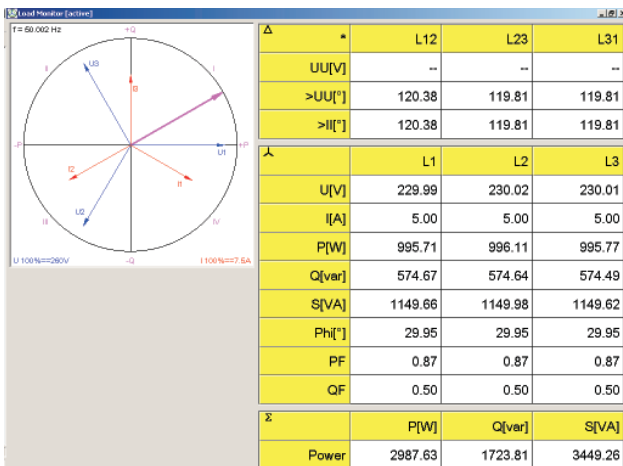 Load Monitor [active]
f = 50.002 Hz
+Q
II
I
U3
I3
-P
+P
U1
I2
I1
U2
III
IV
-Q
U 100%==260V
I 100%==7.5A
Δ * L12 L23 L31
UU[V] -- -- --
>UU[°] 120.38 119.81 119.81
>II[°] 120.38 119.81 119.81
L1 L2 L3
U[V] 229.99 230.02 230.01
I[A] 5.00 5.00 5.00
P[W] 995.71 996.11 995.77
Q[var] 574.67 574.64 574.49
S[VA] 1149.66 1149.98 1149.62
Phi[°] 29.95 29.95 29.95
PF 0.87 0.87 0.87
QF 0.50 0.50 0.50
Σ P[W] Q[var] S[VA]
Power 2987.63 1723.81 3449.26